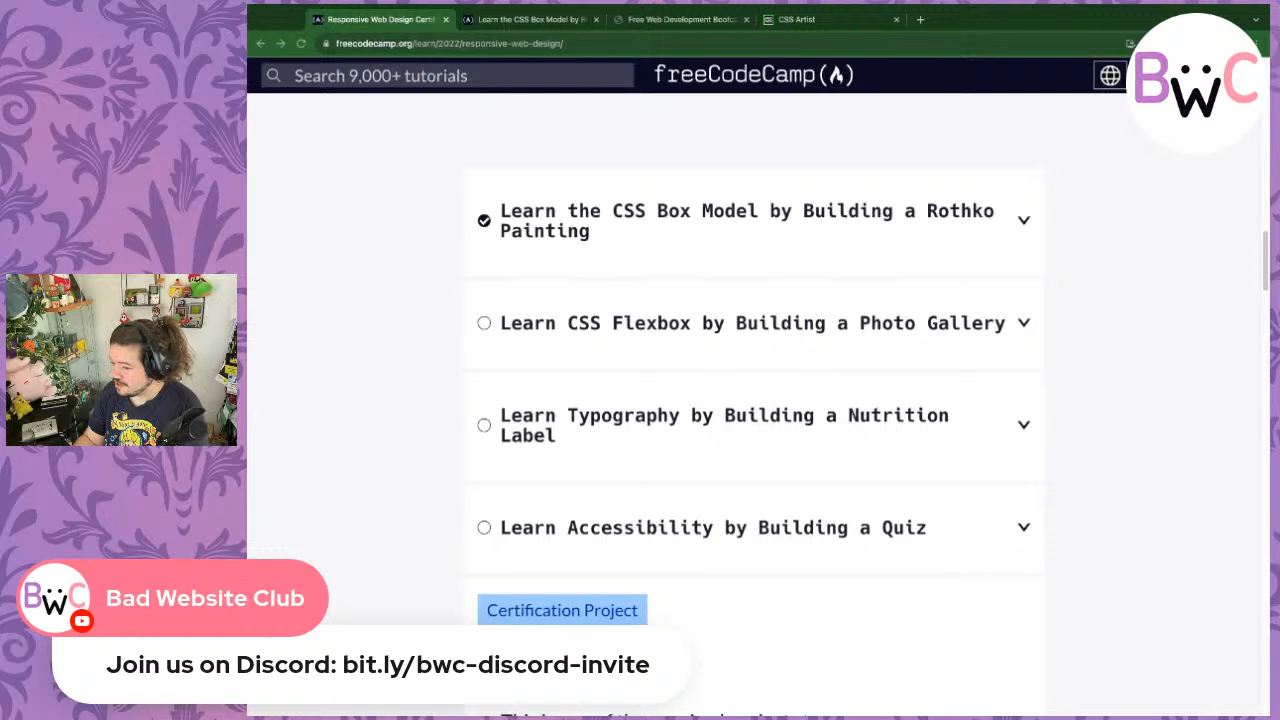 Responsive Web Design Certif
Learn the CSS Box Model by B
Free Web Development Bootca
CSS Artist
freecodecamp.org/learn/2022/responsive-web-design/
Search 9,000+ tutorials
freeCodeCamp
BWC
Learn the CSS Box Model by Building a Rothko
Painting
Learn CSS Flexbox by Building a Photo Gallery
Learn Typography by Building a Nutrition
Label
Learn Accessibility by Building a Quiz
Certification Project
BWC
Bad Website Club
Join us on Discord: bit.ly/bwc-discord-invite